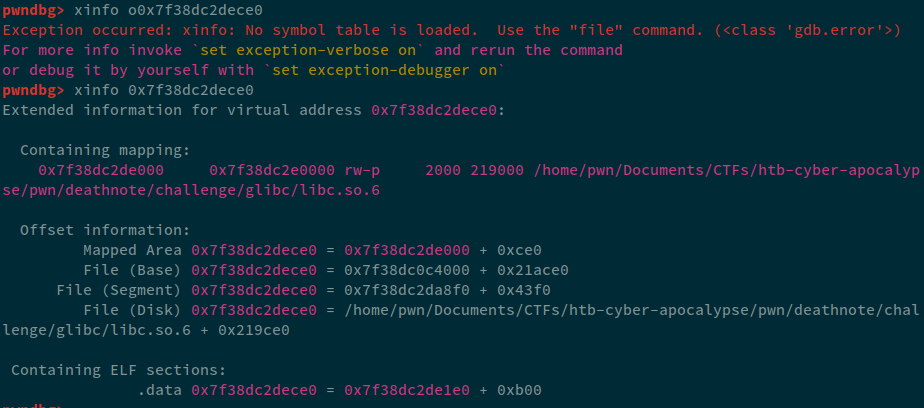 pwndbg> xinfo o0x7f38dc2dece0
Exception occurred: xinfo: No symbol table is loaded.  Use the "file" command. (<class 'gdb.error'>)
For more info invoke `set exception-verbose on` and rerun the command
or debug it by yourself with `set exception-debugger on`
pwndbg> xinfo 0x7f38dc2dece0
Extended information for virtual address 0x7f38dc2dece0:
Containing mapping:
0x7f38dc2de000     0x7f38dc2e0000 rw-p     2000 219000 /home/pwn/Documents/CTFs/htb-cyber-apocalyp
se/pwn/deathnote/challenge/glibc/libc.so.6
Offset information:
Mapped Area 0x7f38dc2dece0 = 0x7f38dc2de000 + 0xce0
File (Base) 0x7f38dc2dece0 = 0x7f38dc0c4000 + 0x21ace0
File (Segment) 0x7f38dc2dece0 = 0x7f38dc2da8f0 + 0x43f0
File (Disk) 0x7f38dc2dece0 = /home/pwn/Documents/CTFs/htb-cyber-apocalypse/pwn/deathnote/chal
lenge/glibc/libc.so.6 + 0x219ce0
Containing ELF sections:
.data 0x7f38dc2dece0 = 0x7f38dc2de1e0 + 0xb00
pwndbg>